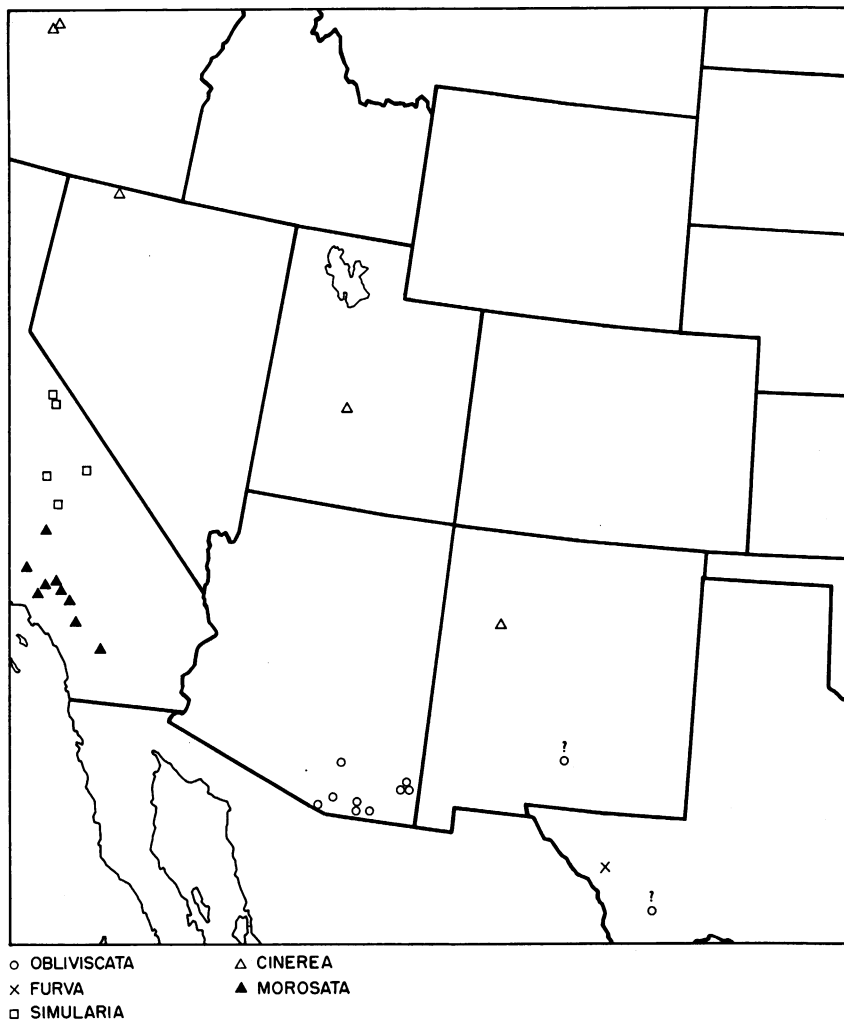 ?
?
○ OBLIVISCATA
× FURVA
□ SIMULARIA
△ CINEREA
▲ MOROSATA